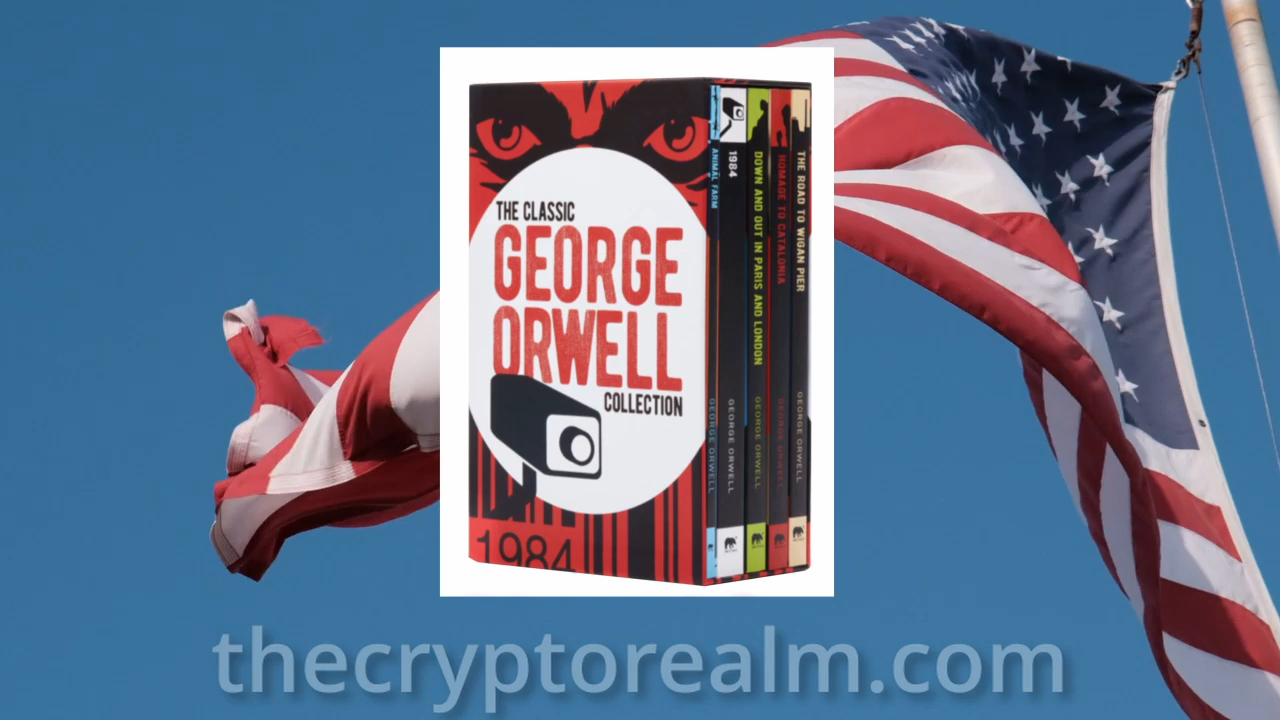 THE CLASSIC
GEORGE
ORWELL
COLLECTION
1984
ANIMAL FARM
GEORGE ORWELL
1984
GEORGE ORWELL
DOWN AND OUT IN PARIS AND LONDON
GEORGE ORWELL
HOMAGE TO CATALONIA
GEORGE ORWELL
THE ROAD TO WIGAN PIER
GEORGE ORWELL
thecryptorealm.com